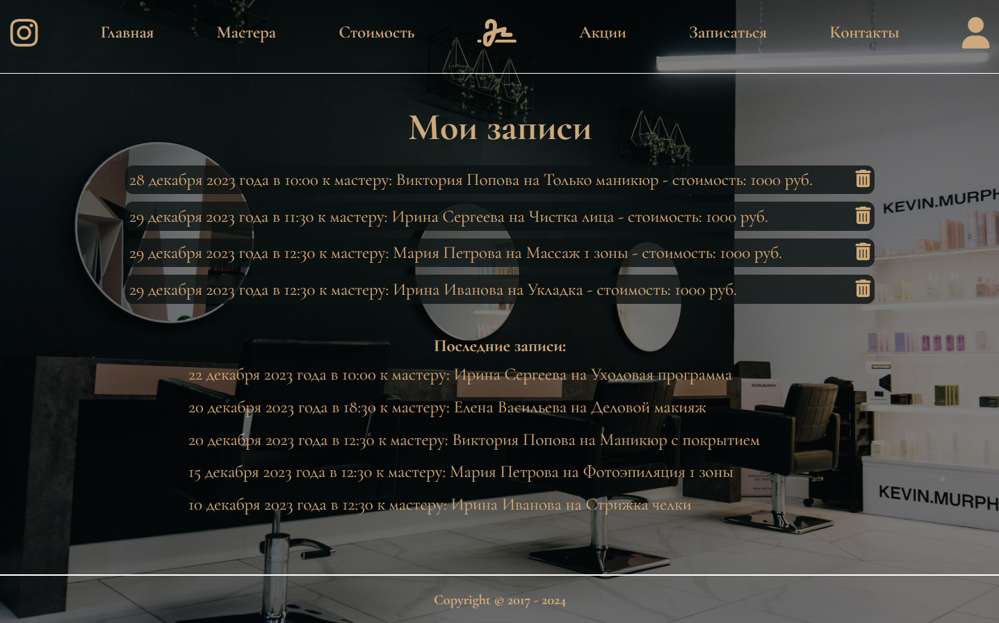 Главная Мастера Стоимость Акции Записаться Контакты
Мои записи
28 декабря 2023 года в 10:00 к мастеру: Виктория Попова на Только маникюр - стоимость: 1000 руб.
29 декабря 2023 года в 11:30 к мастеру: Ирина Сергеева на Чистка лица - стоимость: 1000 руб.
29 декабря 2023 года в 12:30 к мастеру: Мария Петрова на Массаж 1 зоны - стоимость: 1000 руб.
29 декабря 2023 года в 12:30 к мастеру: Ирина Иванова на Укладка - стоимость: 1000 руб.
Последние записи:
22 декабря 2023 года в 10:00 к мастеру: Ирина Сергеева на Уходовая программа
20 декабря 2023 года в 18:30 к мастеру: Елена Васильева на Деловой макияж
20 декабря 2023 года в 12:30 к мастеру: Виктория Попова на Маникюр с покрытием
15 декабря 2023 года в 12:30 к мастеру: Мария Петрова на Фотоэпиляция 1 зоны
10 декабря 2023 года в 12:30 к мастеру: Ирина Иванова на Стрижка челки
KEVIN.MURPH
KEVIN.MURPHY
KEVIN.MURPH
Copyright © 2017 - 2024